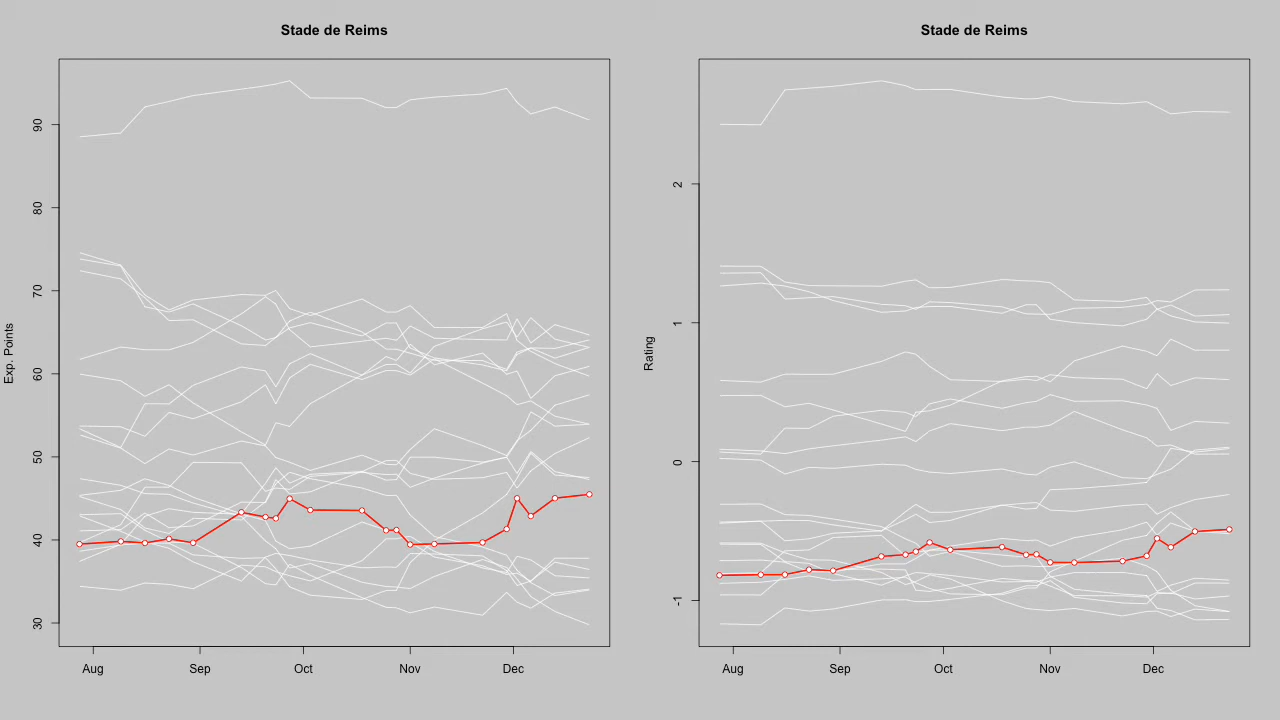 Stade de Reims
Exp. Points
90
80
70
60
50
40
30
Aug Sep Oct Nov Dec
Stade de Reims
Rating
2
1
0
-1
Aug Sep Oct Nov Dec